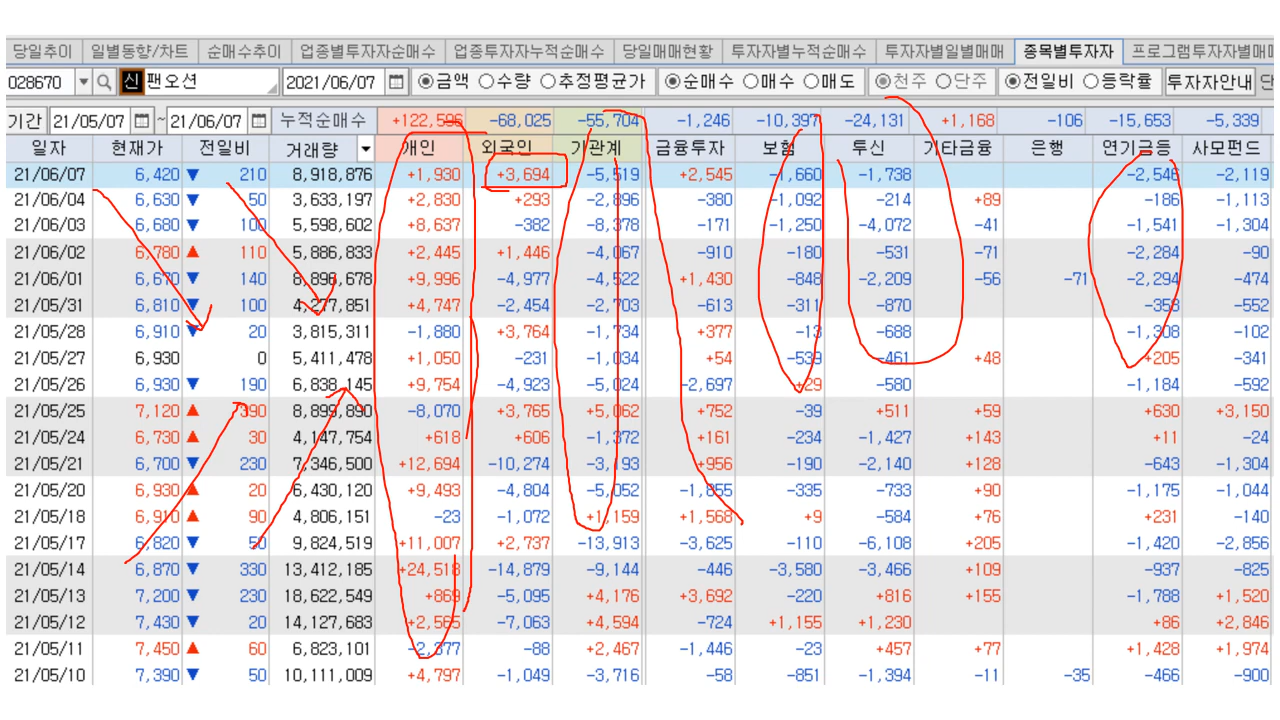 당일추이 일별동향/차트 순매수추이 업종별투자자순매수 업종투자자누적순매수 당일매매현황 투자자별누적순매수 투자자별일별매매 종목별투자자 프로그램투자자별매매
028670 신 팬오션 2021/06/07 금액 수량 추정평균가 순매수 매수 매도 천주 단주 전일비 등락률 투자자안내 단
기간 21/05/07 ~ 21/06/07 누적순매수 +122,596 -68,025 -55,704 -1,246 -10,397 -24,131 +1,168 -106 -15,653 -5,339
일자 현재가 전일비 거래량 개인 외국인 기관계 금융투자 보험 투신 기타금융 은행 연기금등 사모펀드
21/06/07 6,420 ▼ 210 8,918,876 +1,930 +3,694 -5,519 +2,545 -1,660 -1,738 -2,546 -2,119
21/06/04 6,630 ▼ 50 3,633,197 +2,830 +293 -2,896 -380 -1,092 -214 +89 -186 -1,113
21/06/03 6,680 ▼ 100 5,598,602 +8,637 -382 -8,378 -171 -1,250 -4,072 -41 -1,541 -1,304
21/06/02 6,780 ▲ 110 5,886,833 +2,445 +1,446 -4,067 -910 -180 -531 -71 -2,284 -90
21/06/01 6,670 ▼ 140 8,896,678 +9,996 -4,977 -4,522 +1,430 -848 -2,209 -56 -71 -2,294 -474
21/05/31 6,810 ▼ 100 4,277,851 +4,747 -2,454 -2,703 -613 -311 -870 -358 -552
21/05/28 6,910 ▼ 20 3,815,311 -1,880 +3,764 -1,734 +377 -13 -688 -1,308 -102
21/05/27 6,930 0 5,411,478 +1,050 -231 -1,034 +54 -539 -461 +48 +205 -341
21/05/26 6,930 ▼ 190 6,838,145 +9,754 -4,923 -5,024 -2,697 +29 -580 -1,184 -592
21/05/25 7,120 ▲ 390 8,899,890 -8,070 +3,765 +5,062 +752 -39 +511 +59 +630 +3,150
21/05/24 6,730 ▲ 30 4,147,754 +618 +606 -1,372 +161 -234 -1,427 +143 +11 -24
21/05/21 6,700 ▼ 230 7,346,500 +12,694 -10,274 -3,193 +956 -190 -2,140 +128 -643 -1,304
21/05/20 6,930 ▲ 20 6,430,120 +9,493 -4,804 -5,052 -1,855 -335 -733 +90 -1,175 -1,044
21/05/18 6,910 ▲ 90 4,806,151 -23 -1,072 +1,159 +1,568 +9 -584 +76 +231 -140
21/05/17 6,820 ▼ 50 9,824,519 +11,007 +2,737 -13,913 -3,625 -110 -6,108 +205 -1,420 -2,856
21/05/14 6,870 ▼ 330 13,412,185 +24,518 -14,879 -9,144 -446 -3,580 -3,466 +109 -937 -825
21/05/13 7,200 ▼ 230 18,622,549 +869 -5,095 +4,176 +3,692 -220 +816 +155 -1,788 +1,520
21/05/12 7,430 ▼ 20 14,127,683 +2,565 -7,063 +4,594 -724 +1,155 +1,230 +86 +2,846
21/05/11 7,450 ▲ 60 6,823,101 -2,377 -88 +2,467 -1,446 -23 +457 +77 +1,428 +1,974
21/05/10 7,390 ▼ 50 10,111,009 +4,797 -1,049 -3,716 -58 -851 -1,394 -11 -35 -466 -900